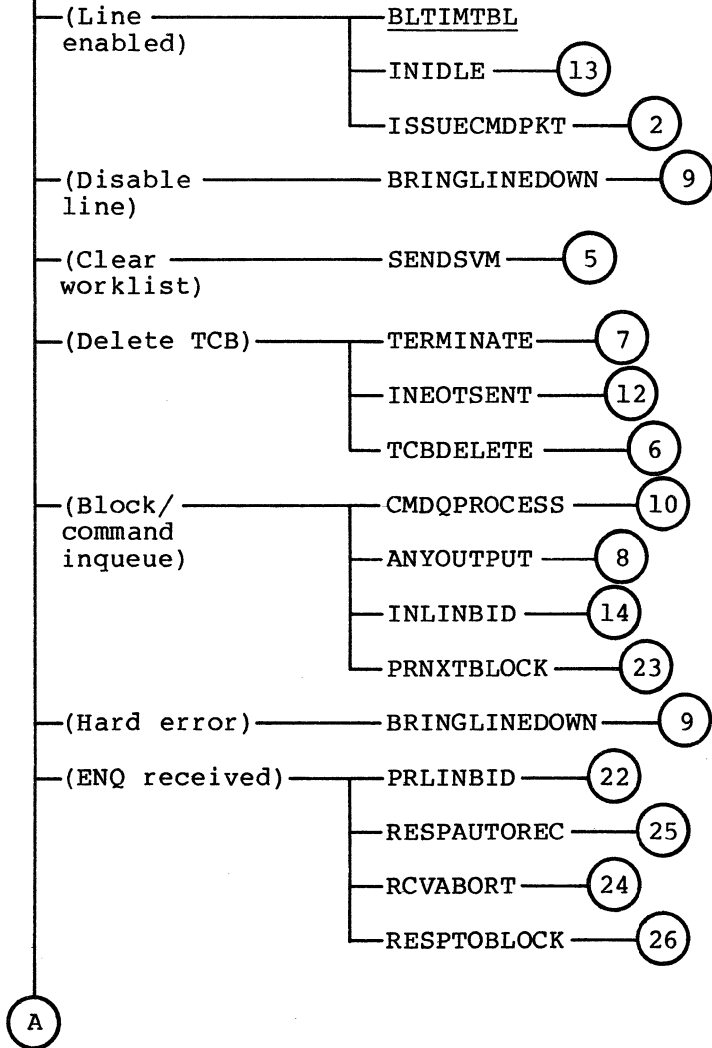 (Line enabled) BLTIMTBL
INIDLE 13
ISSUECMDPKT 2
(Disable line) BRINGLINEDOWN 9
(Clear worklist) SENDSVM 5
(Delete TCB) TERMINATE 7
INEOTSENT 12
TCBDELETE 6
(Block/ command inqueue) CMDQPROCESS 10
ANYOUTPUT 8
INLINBID 14
PRNXTBLOCK 23
(Hard error) BRINGLINEDOWN 9
(ENQ received) PRLINBID 22
RESPAUTOREC 25
RCVABORT 24
RESPTOBLOCK 26
A